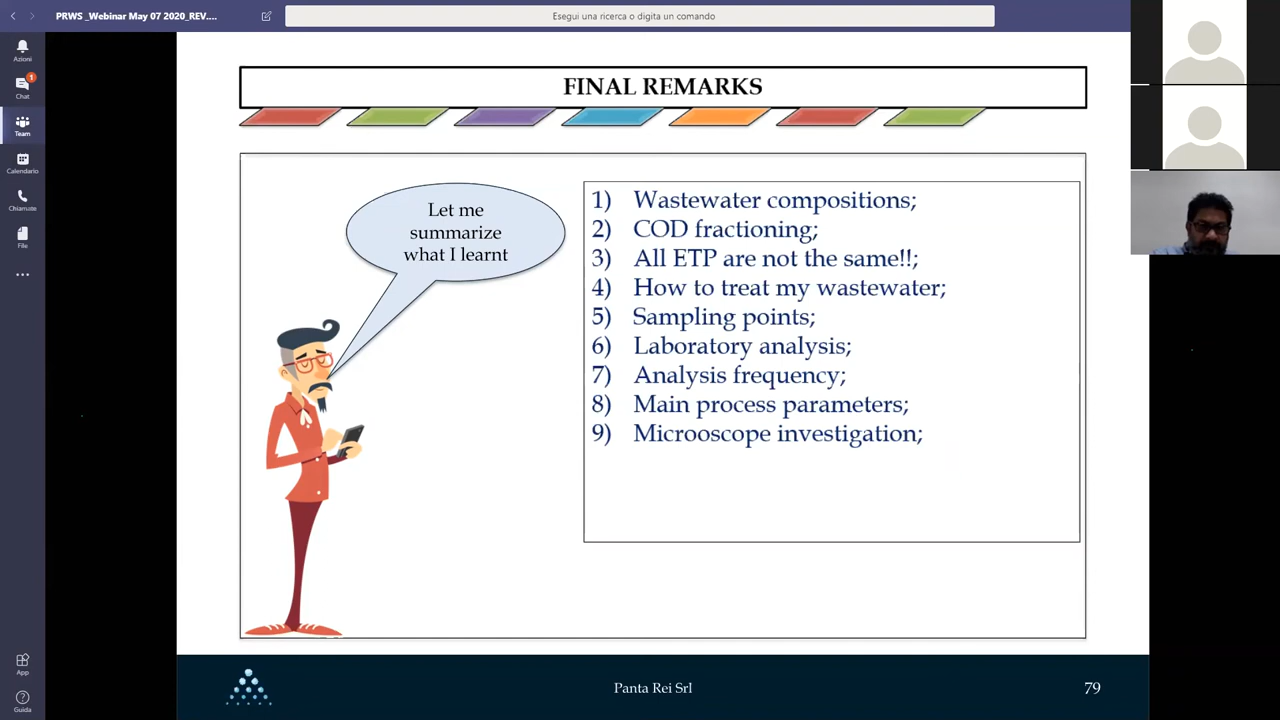 PRWS _Webinar May 07 2020_REV....
Esegui una ricerca o digita un comando
Azioni
1
Chat
Team
Calendario
Chiamate
File
App
Guida
FINAL REMARKS
Let me
summarize
what I learnt
1) Wastewater compositions;
2) COD fractioning;
3) All ETP are not the same!!;
4) How to treat my wastewater;
5) Sampling points;
6) Laboratory analysis;
7) Analysis frequency;
8) Main process parameters;
9) Microoscope investigation;
Panta Rei Srl
79